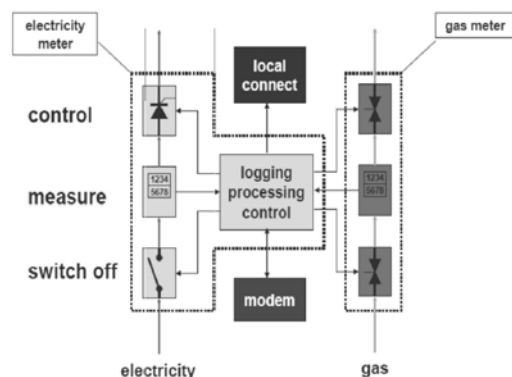 electricity
meter
gas meter
local
connect
control
measure
1234
5678
logging
processing
control
1234
5678
switch off
modem
electricity
gas